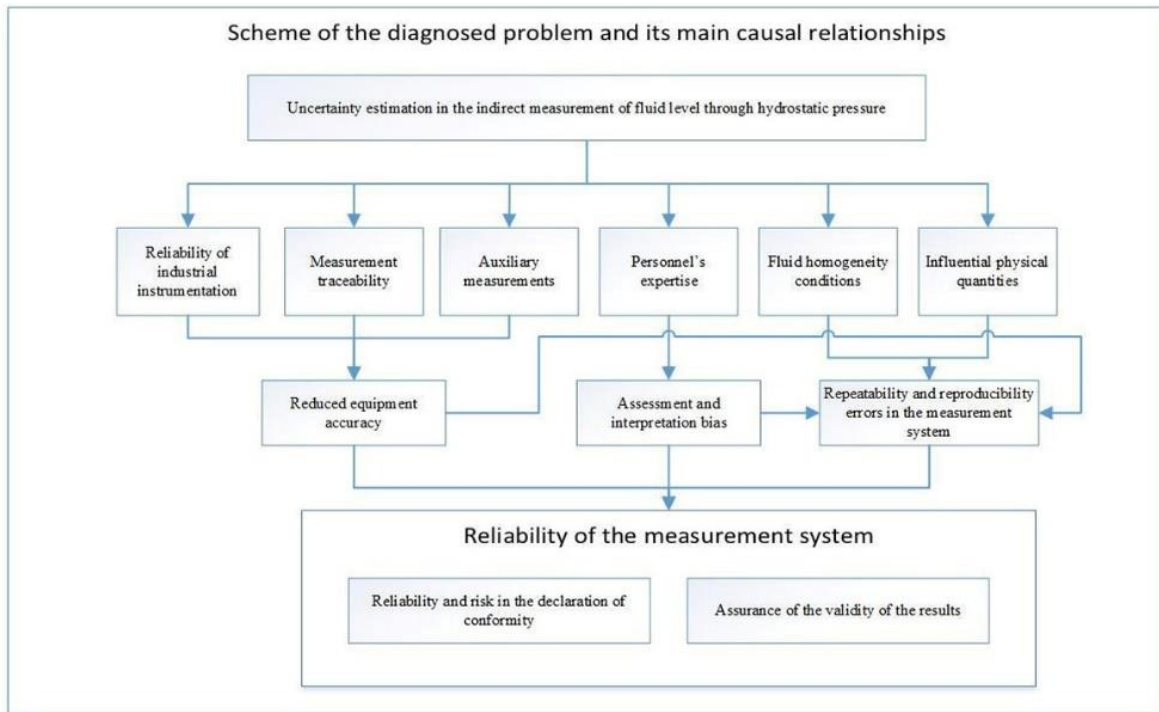 Scheme of the diagnosed problem and its main causal relationships
Uncertainty estimation in the indirect measurement of fluid level through hydrostatic pressure
Reliability of
industrial
instrumentation
Measurement
traceability
Auxiliary
measurements
Personnel's
expertise
Fluid homogeneity
conditions
Influential physical
quantities
Reduced equipment
accuracy
Assessment and
interpretation bias
Repeatability and reproducibility
errors in the measurement
system
Reliability of the measurement system
Reliability and risk in the declaration of
conformity
Assurance of the validity of the results